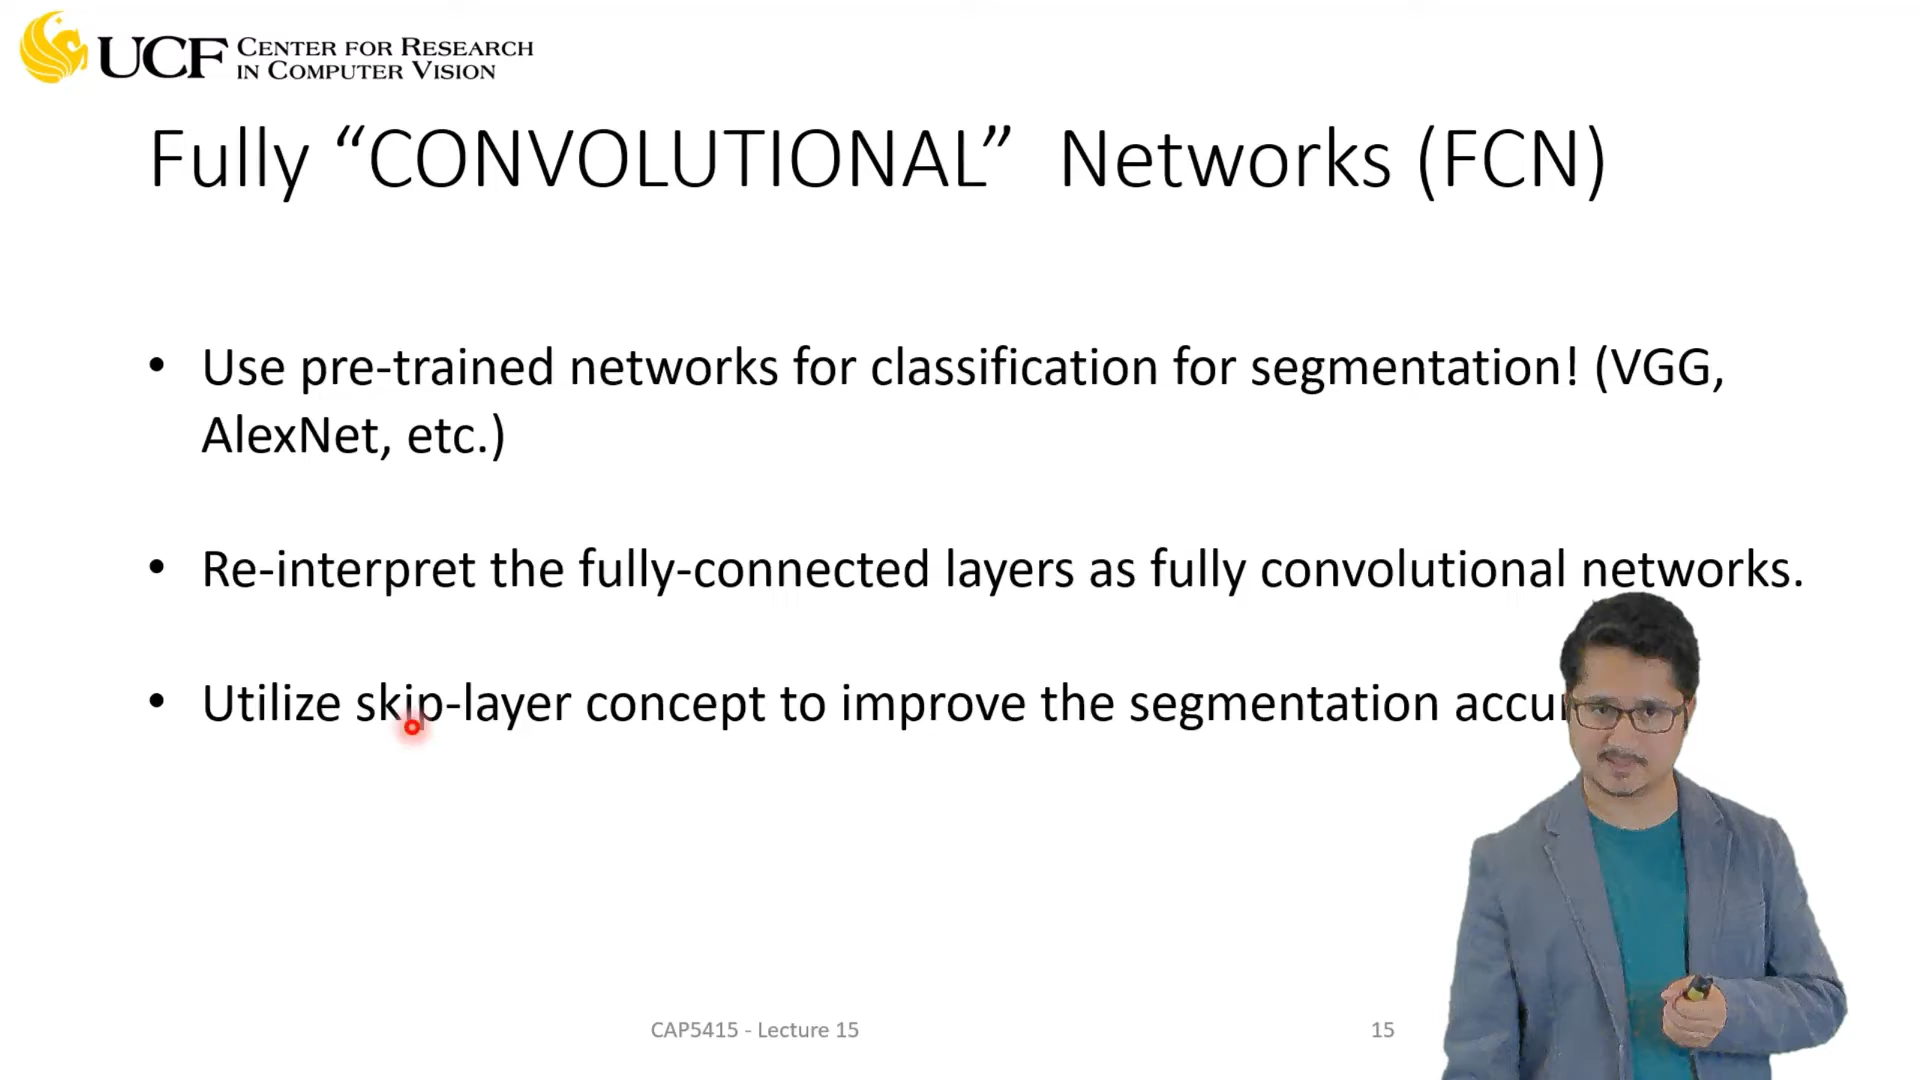 UCF CENTER FOR RESEARCH
IN COMPUTER VISION
Fully “CONVOLUTIONAL” Networks (FCN)
• Use pre-trained networks for classification for segmentation! (VGG,
AlexNet, etc.)
• Re-interpret the fully-connected layers as fully convolutional networks.
• Utilize skip-layer concept to improve the segmentation
CAP5415 - Lecture 15
15